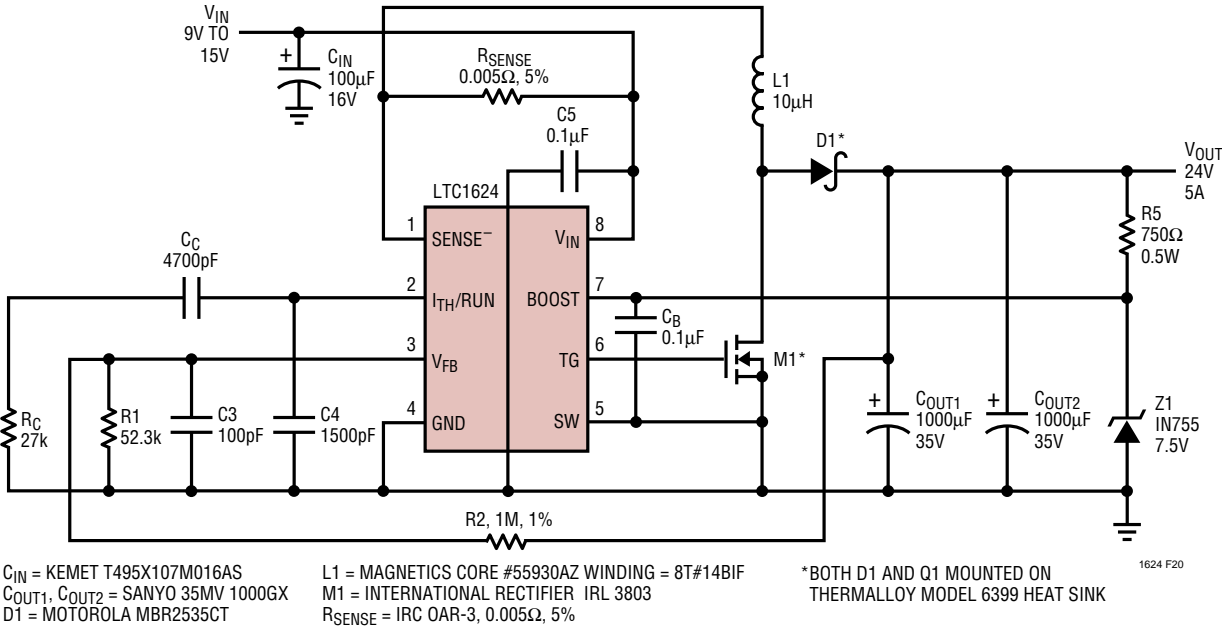 VIN
9V TO
15V
+
CIN
100µF
16V
RSENSE
0.005Ω, 5%
C5
0.1µF
L1
10µH
D1*
VOUT
24V
5A
R5
750Ω
0.5W
LTC1624
1
SENSE–
VIN
8
CC
4700pF
2
ITH/RUN
BOOST
7
CB
0.1µF
3
VFB
TG
6
M1*
4
GND
SW
5
RC
27k
R1
52.3k
C3
100pF
C4
1500pF
+
COUT1
1000µF
35V
+
COUT2
1000µF
35V
Z1
IN755
7.5V
R2, 1M, 1%
CIN = KEMET T495X107M016AS
COUT1, COUT2 = SANYO 35MV 1000GX
D1 = MOTOROLA MBR2535CT
L1 = MAGNETICS CORE #55930AZ WINDING = 8T#14BIF
M1 = INTERNATIONAL RECTIFIER IRL 3803
RSENSE = IRC OAR-3, 0.005Ω, 5%
*BOTH D1 AND Q1 MOUNTED ON
THERMALLOY MODEL 6399 HEAT SINK
1624 F20